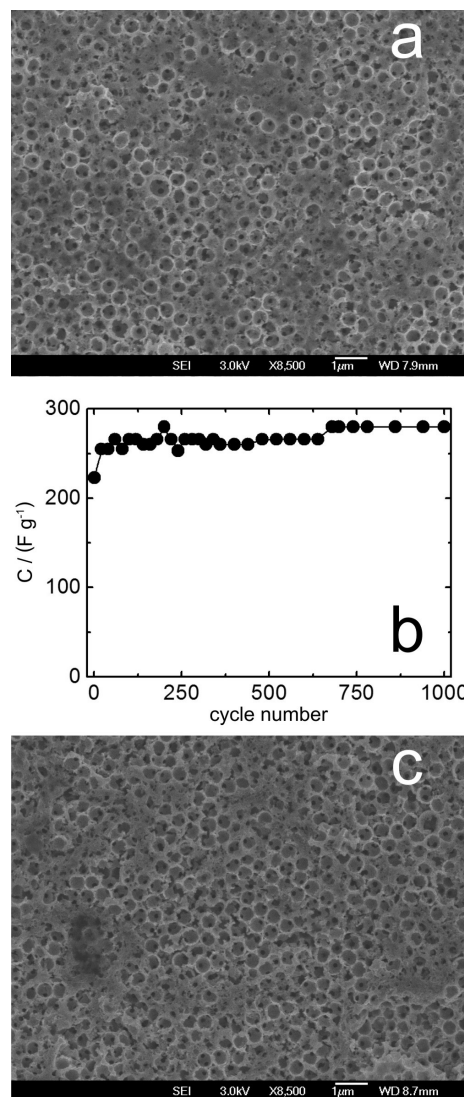 a
SEI 3.0kV X8,500 1μm WD 7.9mm
300
200
100
0
C / (F g⁻¹)
b
0 250 500 750 1000
cycle number
c
SEI 3.0kV X8,500 1μm WD 8.7mm